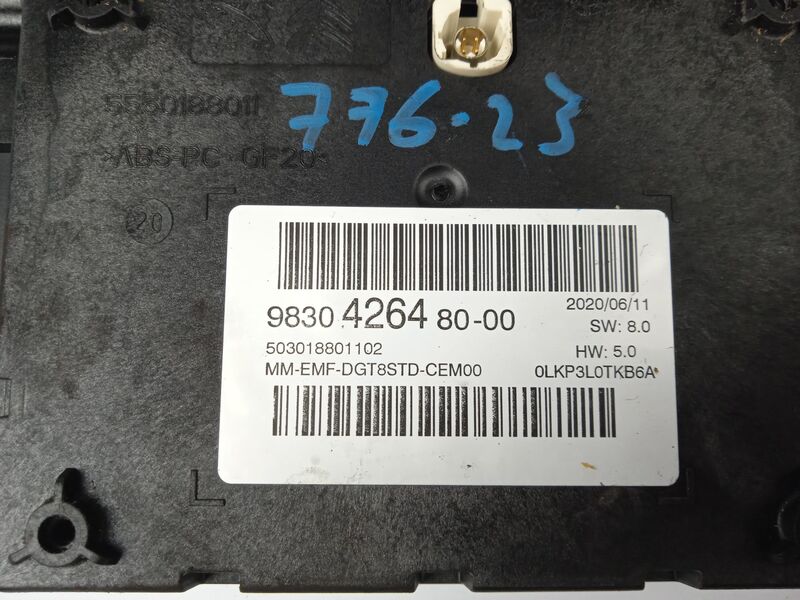 5550188011
776-23
>ABS-PC-GF20<
20
9830 4264 80-00
2020/06/11
SW: 8.0
503018801102
HW: 5.0
MM-EMF-DGT8STD-CEM00
0LKP3L0TKB6A